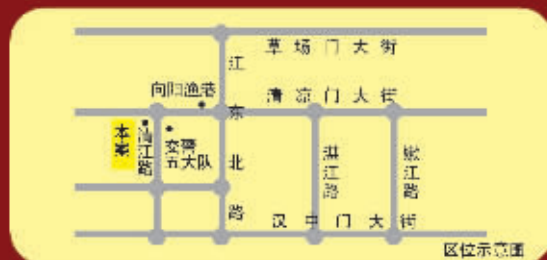 草场门大街
江东北路
向阳渔港
清凉门大街
本案
清江路
交警
五大队
湛江路
嫩江路
汉中门大街
区位示意图